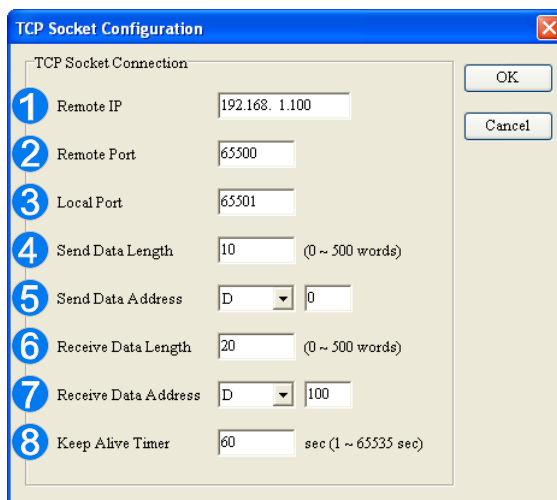 TCP Socket Configuration
TCP Socket Connection
OK
Cancel
1 Remote IP 192.168. 1.100
2 Remote Port 65500
3 Local Port 65501
4 Send Data Length 10 (0 ~ 500 words)
5 Send Data Address D 0
6 Receive Data Length 20 (0 ~ 500 words)
7 Receive Data Address D 100
8 Keep Alive Timer 60 sec (1 ~ 65535 sec)